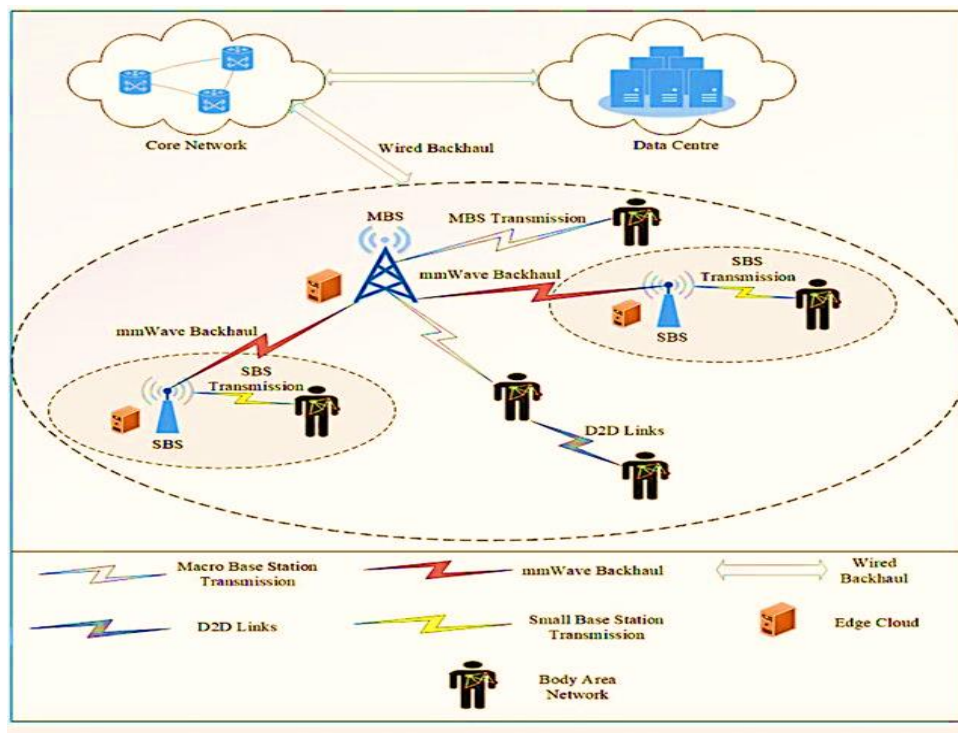 Core Network
Data Centre
Wired Backhaul
MBS
MBS Transmission
SBS
Transmission
mmWave Backhaul
SBS
mmWave Backhaul
SBS
Transmission
SBS
D2D Links
Macro Base Station
Transmission
mmWave Backhaul
Wired
Backhaul
D2D Links
Small Base Station
Transmission
Edge Cloud
Body Area
Network